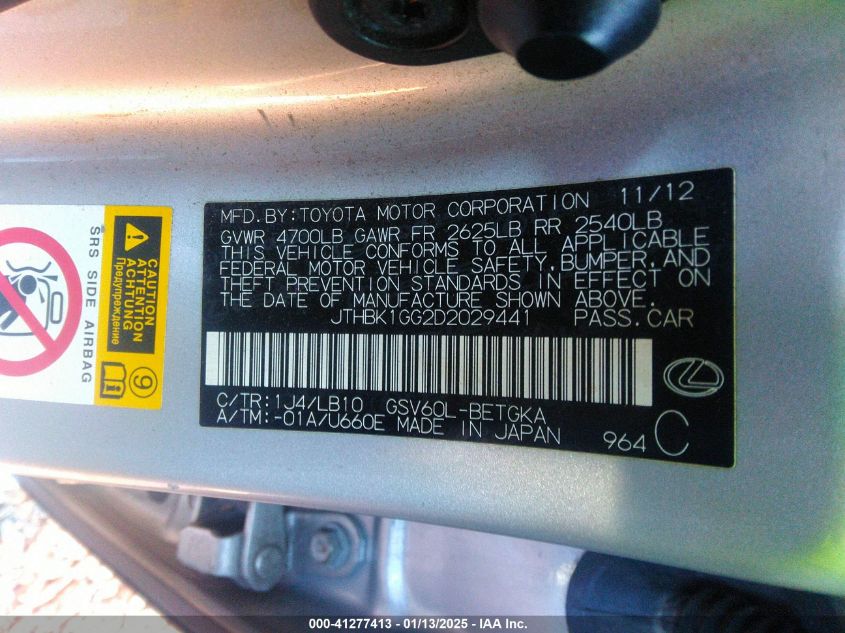 SRS SIDE AIRBAG
CAUTION
ATTENTION
ACHTUNG
Предупреждение
9
MFD.BY:TOYOTA MOTOR CORPORATION 11/12
GVWR 4700LB GAWR FR 2625LB RR 2540LB
THIS VEHICLE CONFORMS TO ALL APPLICABLE
FEDERAL MOTOR VEHICLE SAFETY,BUMPER,AND
THEFT PREVENTION STANDARDS IN EFFECT ON
THE DATE OF MANUFACTURE SHOWN ABOVE.
JTHBK1GG2D2029441 PASS.CAR
C/TR:1J4/LB10 GSV60L-BETGKA
A/TM:-01A/U660E MADE IN JAPAN 964 C
000-41277413 - 01/13/2025 - IAA Inc.